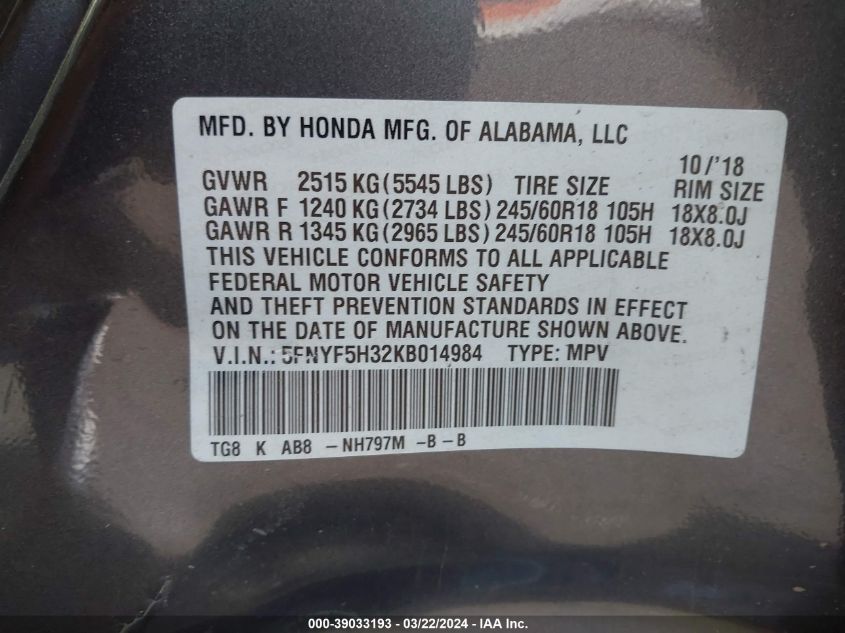 MFD. BY HONDA MFG. OF ALABAMA, LLC
10/'18
GVWR 2515 KG (5545 LBS) TIRE SIZE RIM SIZE
GAWR F 1240 KG (2734 LBS) 245/60R18 105H 18X8.0J
GAWR R 1345 KG (2965 LBS) 245/60R18 105H 18X8.0J
THIS VEHICLE CONFORMS TO ALL APPLICABLE
FEDERAL MOTOR VEHICLE SAFETY
AND THEFT PREVENTION STANDARDS IN EFFECT
ON THE DATE OF MANUFACTURE SHOWN ABOVE.
V.I.N.: 5FNYF5H32KB014984 TYPE: MPV
TG8 K AB8 - NH797M - B - B
000-39033193 - 03/22/2024 - IAA Inc.